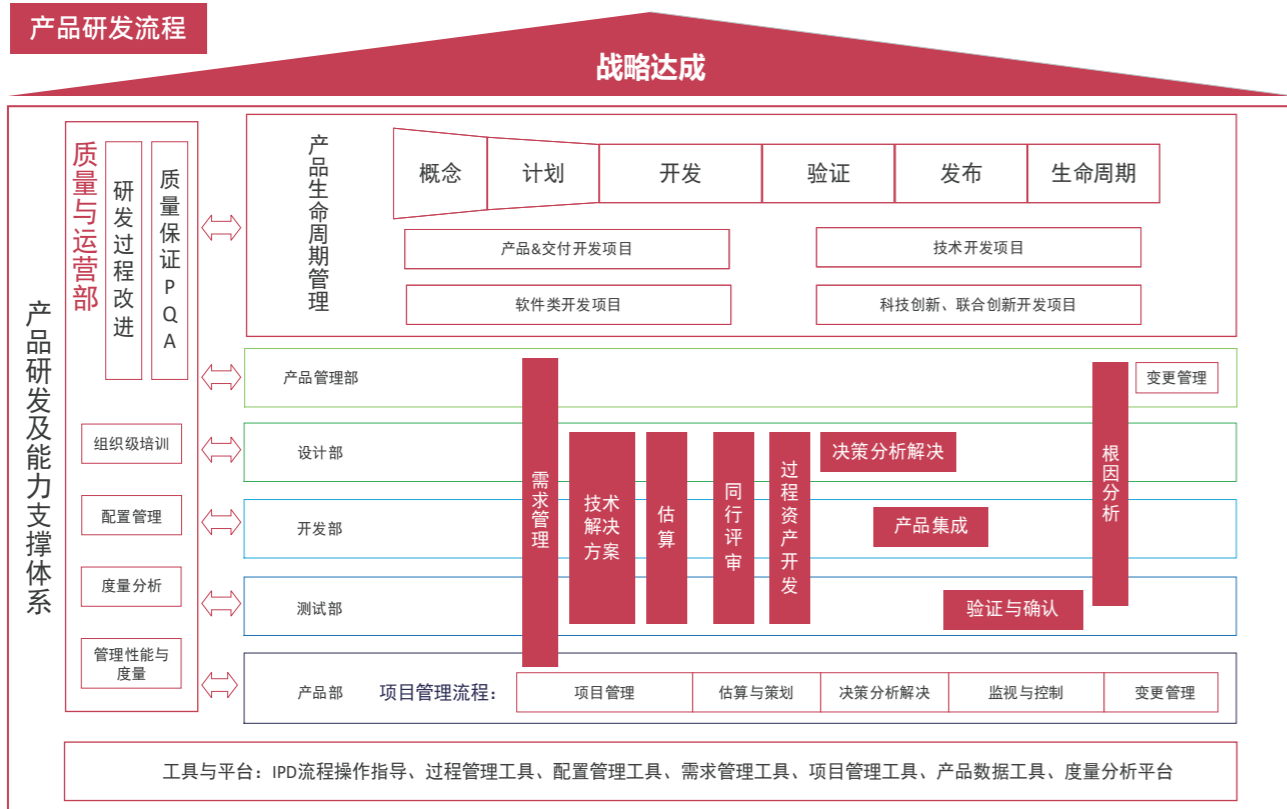 产品研发流程
战略达成
产品研发及能力支撑体系
质量与运营部
研发过程改进
质量保证PQA
组织级培训
配置管理
度量分析
管理性能与
度量
产品生命周期管理
概念
计划
开发
验证
发布
生命周期
产品&交付开发项目
技术开发项目
软件类开发项目
科技创新、联合创新开发项目
产品管理部
变更管理
设计部
开发部
测试部
需求管理
技术
解决
方案
估算
同行评审
过程资产开发
决策分析解决
产品集成
验证与确认
根因分析
产品部
项目管理流程：
项目管理
估算与策划
决策分析解决
监视与控制
变更管理
工具与平台：IPD流程操作指导、过程管理工具、配置管理工具、需求管理工具、项目管理工具、产品数据工具、度量分析平台